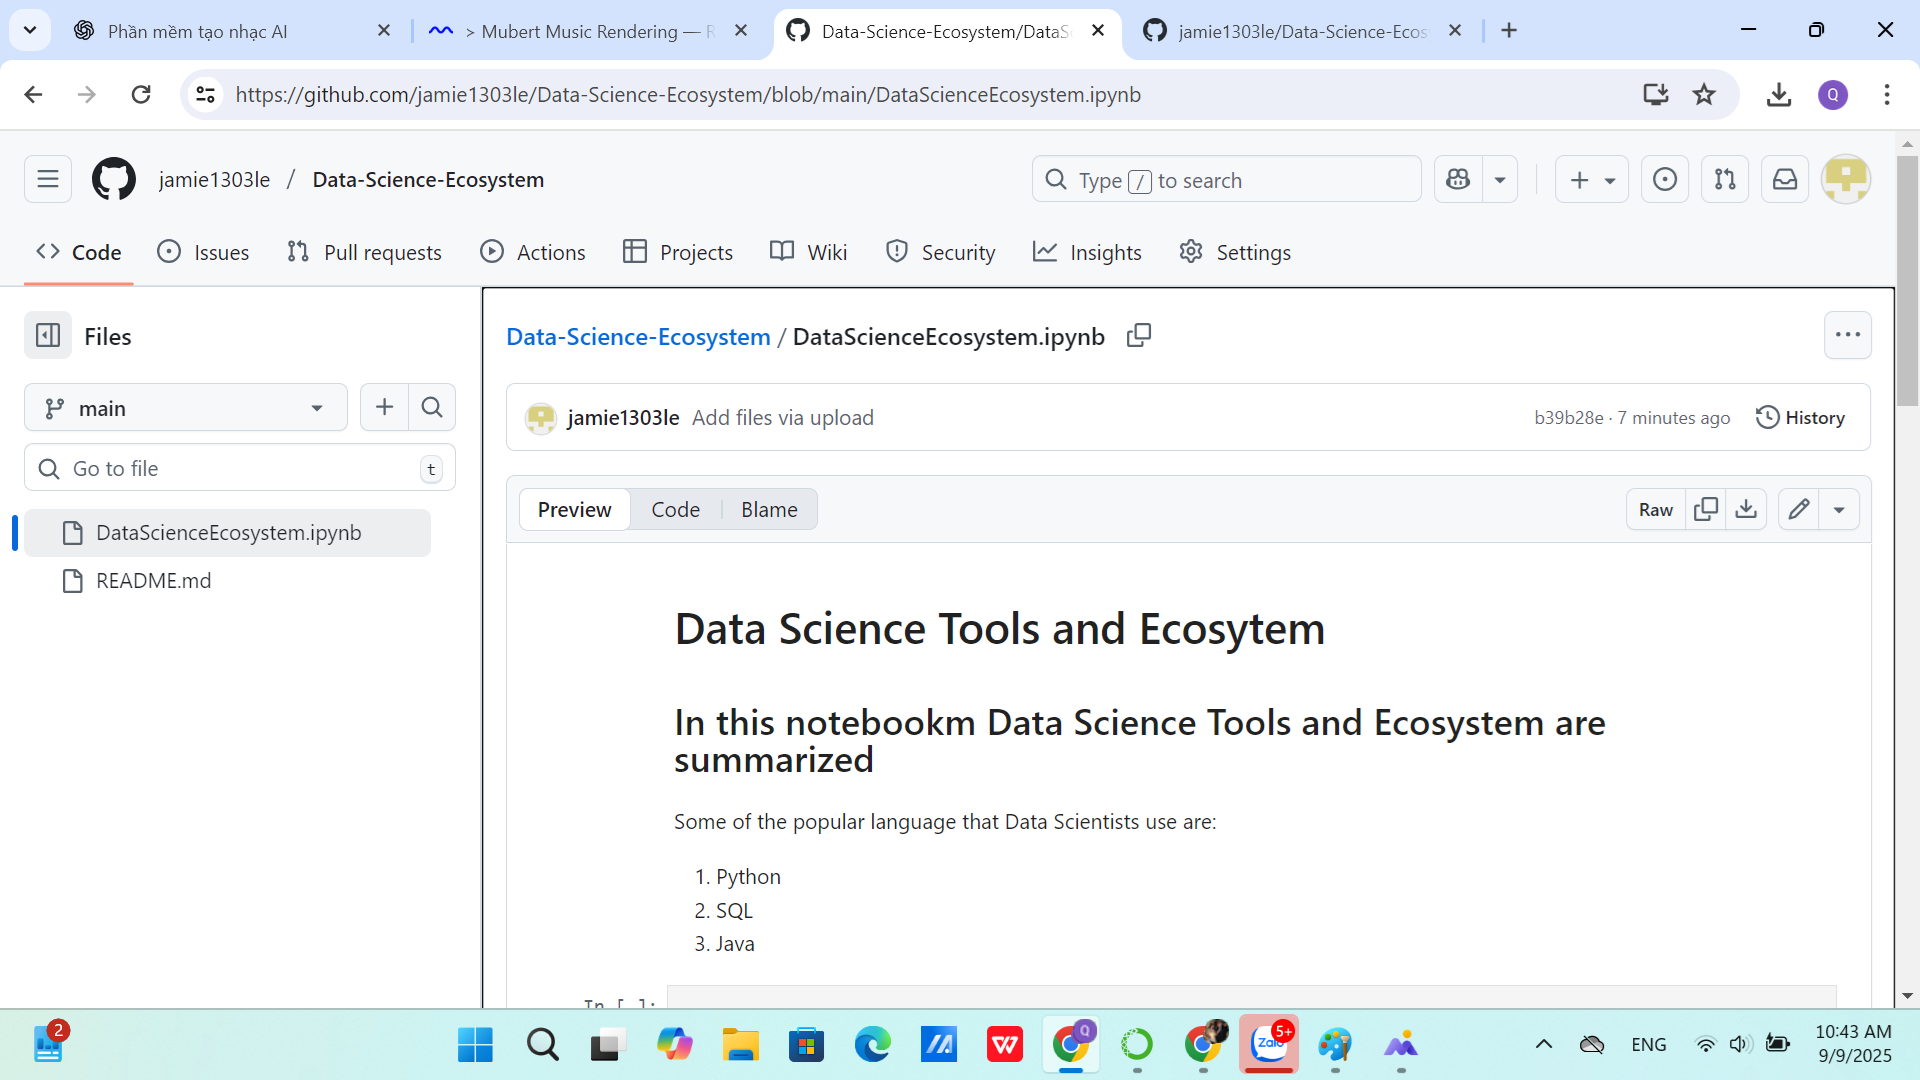 Phần mềm tạo nhạc AI
> Mubert Music Rendering — R
Data-Science-Ecosystem/DataS
jamie1303le/Data-Science-Ecos
https://github.com/jamie1303le/Data-Science-Ecosystem/blob/main/DataScienceEcosystem.ipynb
Q
jamie1303le / Data-Science-Ecosystem
Type / to search
Code Issues Pull requests Actions Projects Wiki Security Insights Settings
Files
Data-Science-Ecosystem / DataScienceEcosystem.ipynb
main
jamie1303le Add files via upload
b39b28e · 7 minutes ago History
Go to file t
Preview Code Blame
Raw
DataScienceEcosystem.ipynb
README.md
Data Science Tools and Ecosytem
In this notebookm Data Science Tools and Ecosystem are
summarized
Some of the popular language that Data Scientists use are:
1. Python
2. SQL
3. Java
In [ ]:
2
Q
5+
Zalo
ENG
10:43 AM
9/9/2025